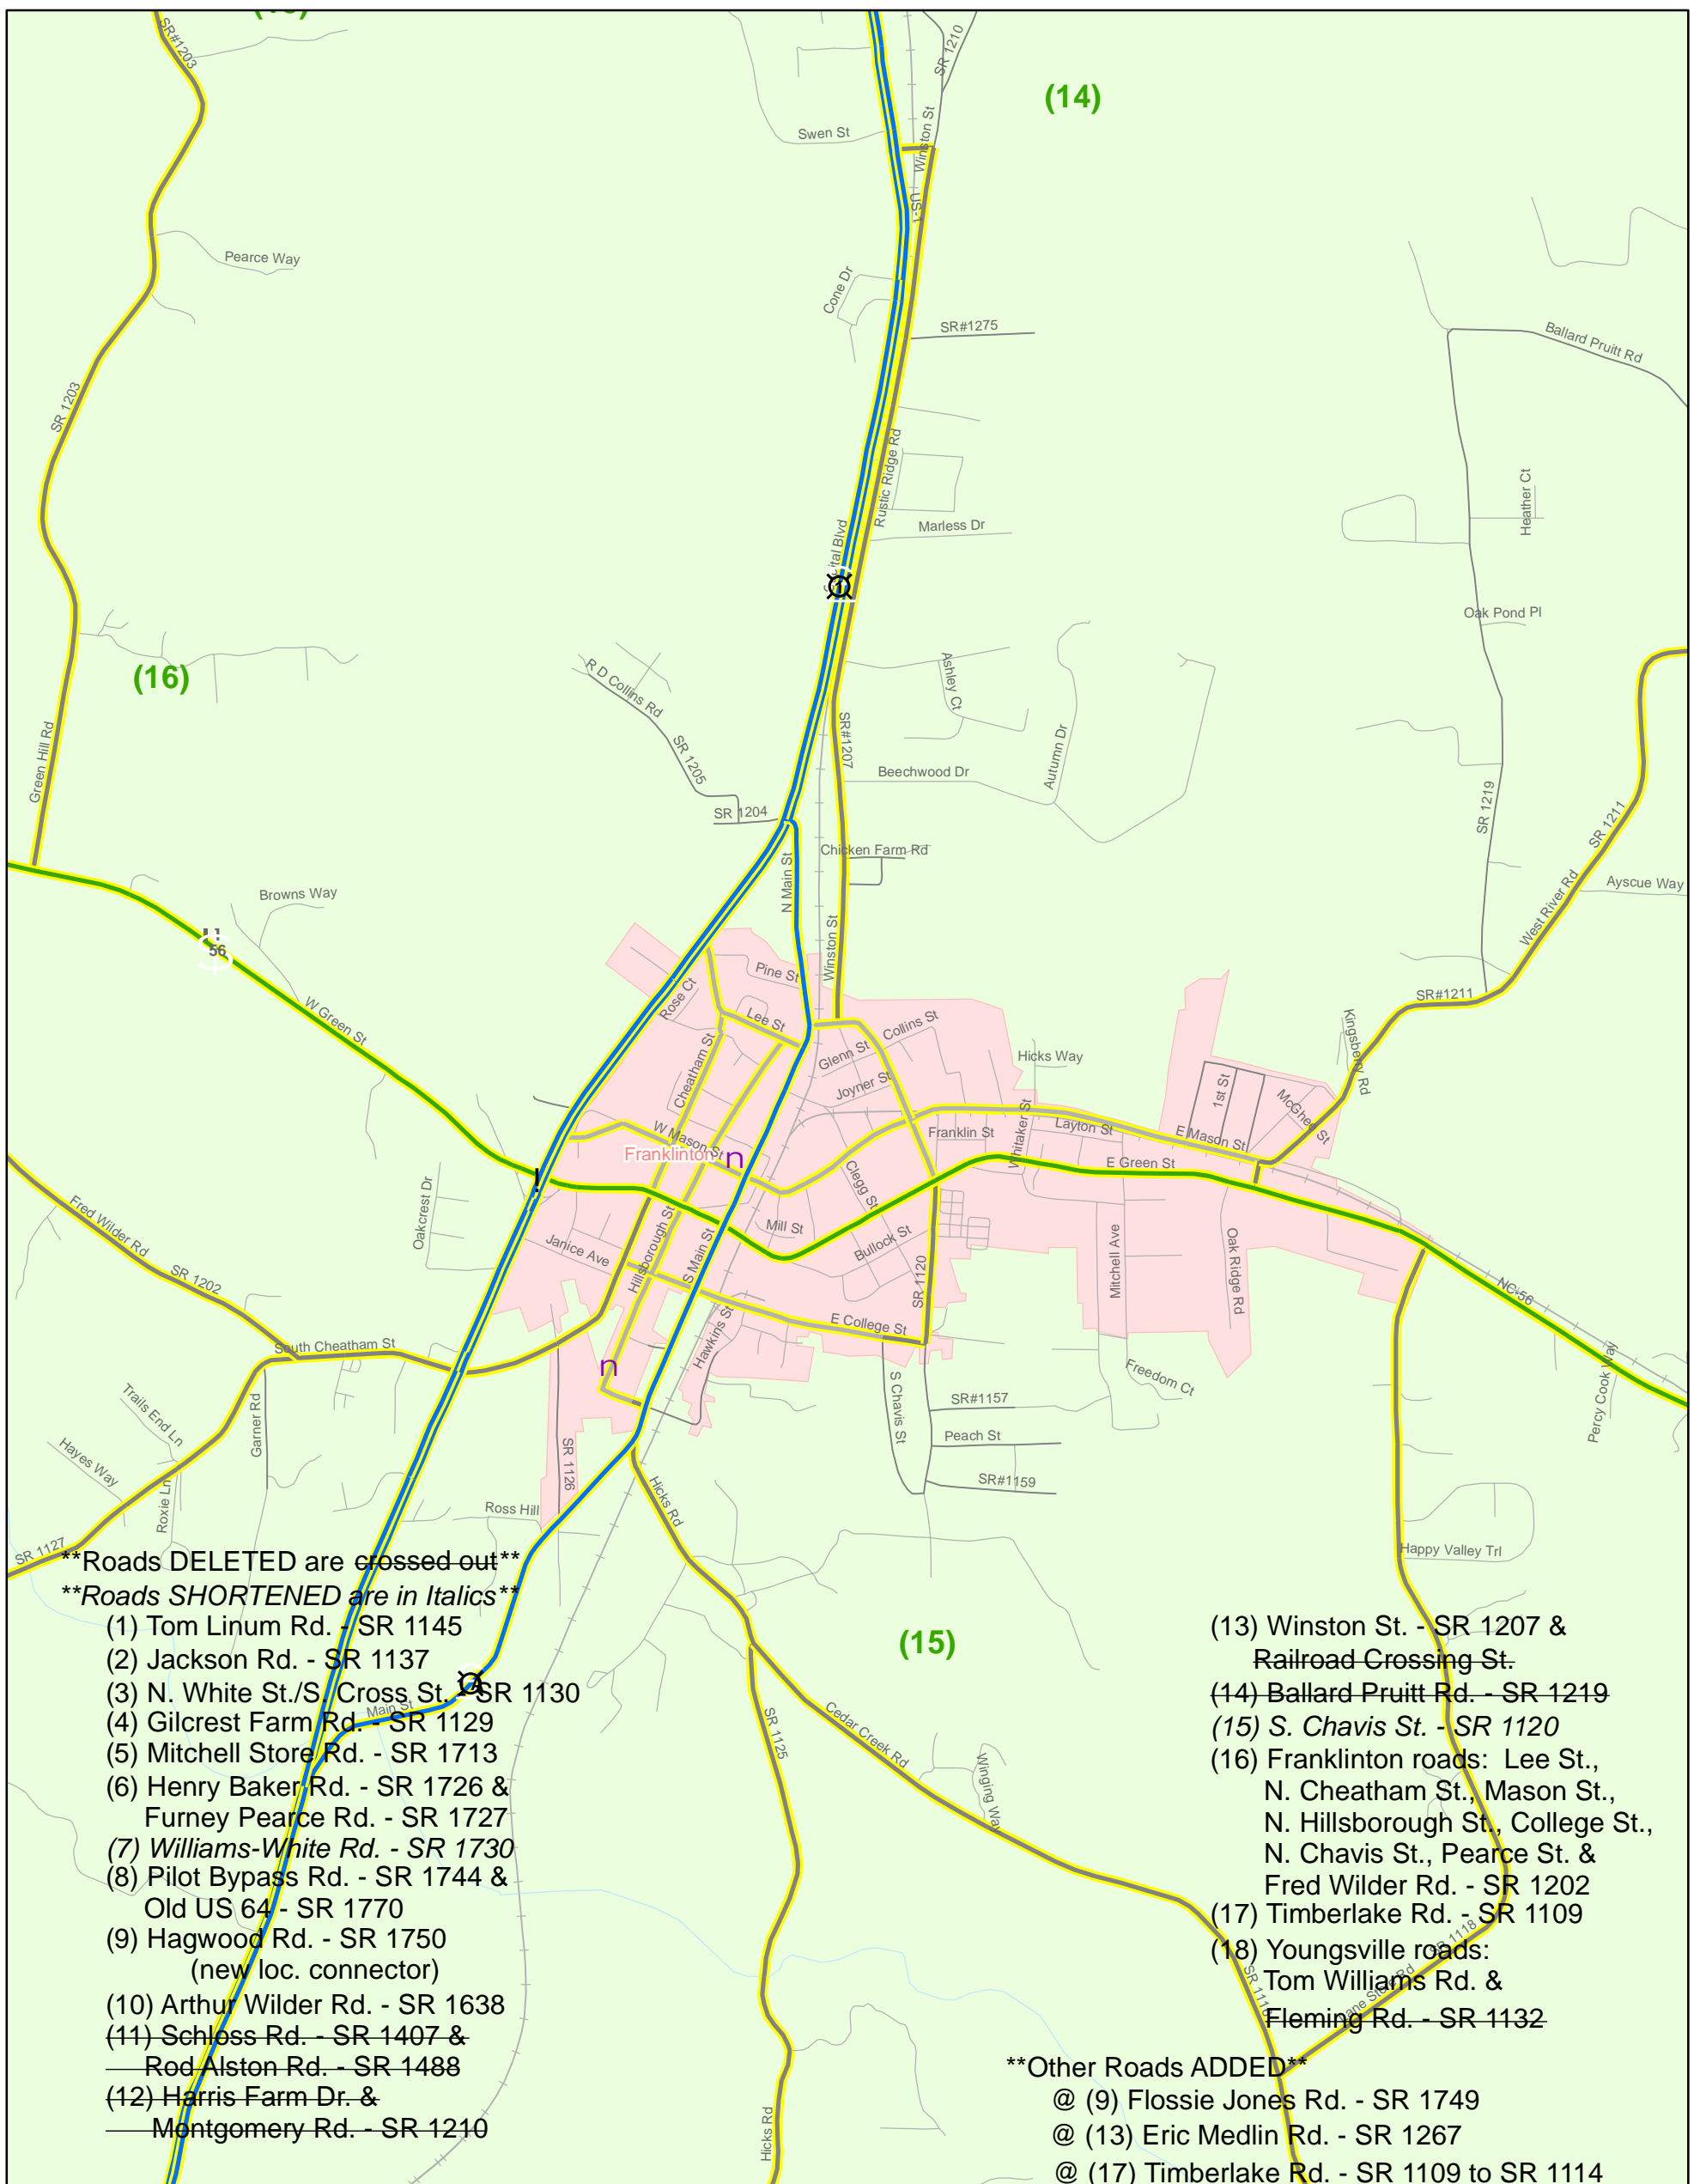 SR#1203
SR 1210
(14)
Swen St
Winston St
US-1
Pearce Way
Cone Dr
SR#1275
Ballard Pruitt Rd
SR 1203
Rustic Ridge Rd
Marless Dr
Heather Ct
Oak Pond Pl
(16)
R D Collins Rd
SR 1205
SR 1204
Ashley Ct
SR#1207
Autumn Dr
Beechwood Dr
Green Hill Rd
SR 1219
SR 1211
Chicken Farm Rd
N Main St
Browns Way
Ayscue Way
West River Rd
56
W Green St
Winston St
Pine St
Rose Ct
Lee St
SR#1211
Collins St
Glenn St
Kingsberry Rd
Hicks Way
Cheatham St
Joyner St
1st St
McGhee St
Franklin St
Whitaker St
Layton St
E Mason St
W Mason St
Franklinton
n
E Green St
Clegg St
Oakcrest Dr
Fred Wilder Rd
Hillsborough St
S Main St
Mill St
Bullock St
Janice Ave
Mitchell Ave
Oak Ridge Rd
SR 1202
SR 1120
NC-56
E College St
Hawkins St
South Cheatham St
Percy Cook Way
Freedom Ct
n
S Chavis St
SR#1157
Trails End Ln
Garner Rd
Peach St
Hayes Way
SR 1126
SR#1159
Roxie Ln
Ross Hill
Hicks Rd
SR 1127
Happy Valley Trl
**Roads DELETED are crossed out**
**Roads SHORTENED are in Italics**
(1) Tom Linum Rd. - SR 1145
(2) Jackson Rd. - SR 1137
(3) N. White St./S. Cross St. - SR 1130
Main St
(4) Gilcrest Farm Rd. - SR 1129
(5) Mitchell Store Rd. - SR 1713
(6) Henry Baker Rd. - SR 1726 &
Furney Pearce Rd. - SR 1727
(7) Williams-White Rd. - SR 1730
(8) Pilot Bypass Rd. - SR 1744 &
Old US 64 - SR 1770
(9) Hagwood Rd. - SR 1750
(new loc. connector)
(10) Arthur Wilder Rd. - SR 1638
(11) Schloss Rd. - SR 1407 &
Rod Alston Rd. - SR 1488
(12) Harris Farm Dr. &
Montgomery Rd. - SR 1210
(15)
SR 1125
Cedar Creek Rd
Winging Way
Hicks Rd
(13) Winston St. - SR 1207 &
Railroad Crossing St.
(14) Ballard Pruitt Rd. - SR 1219
(15) S. Chavis St. - SR 1120
(16) Franklinton roads: Lee St.,
N. Cheatham St., Mason St.,
N. Hillsborough St., College St.,
N. Chavis St., Pearce St. &
Fred Wilder Rd. - SR 1202
(17) Timberlake Rd. - SR 1109
(18) Youngsville roads:
SR 1118
Tom Williams Rd. &
Fleming Rd. - SR 1132
**Other Roads ADDED**
@ (9) Flossie Jones Rd. - SR 1749
@ (13) Eric Medlin Rd. - SR 1267
@ (17) Timberlake Rd. - SR 1109 to SR 1114